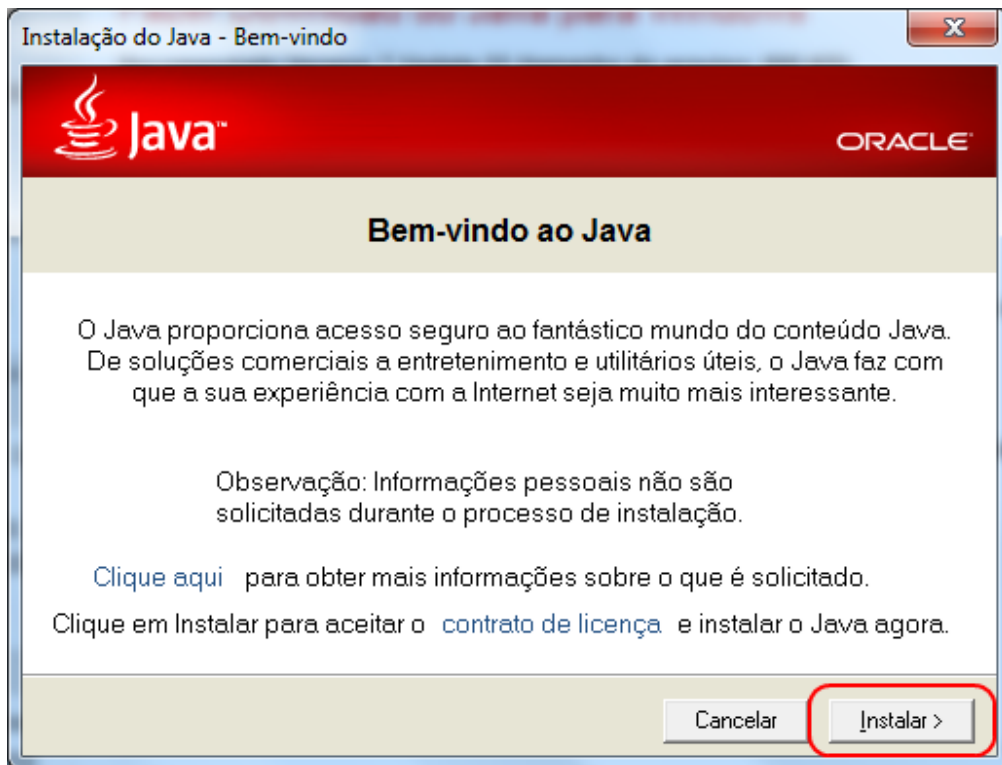 Instalação do Java - Bem-vindo
Java™
ORACLE
Bem-vindo ao Java
O Java proporciona acesso seguro ao fantástico mundo do conteúdo Java.
De soluções comerciais a entretenimento e utilitários úteis, o Java faz com
que a sua experiência com a Internet seja muito mais interessante.
Observação: Informações pessoais não são
solicitadas durante o processo de instalação.
Clique aqui para obter mais informações sobre o que é solicitado.
Clique em Instalar para aceitar o contrato de licença e instalar o Java agora.
Cancelar
Instalar >